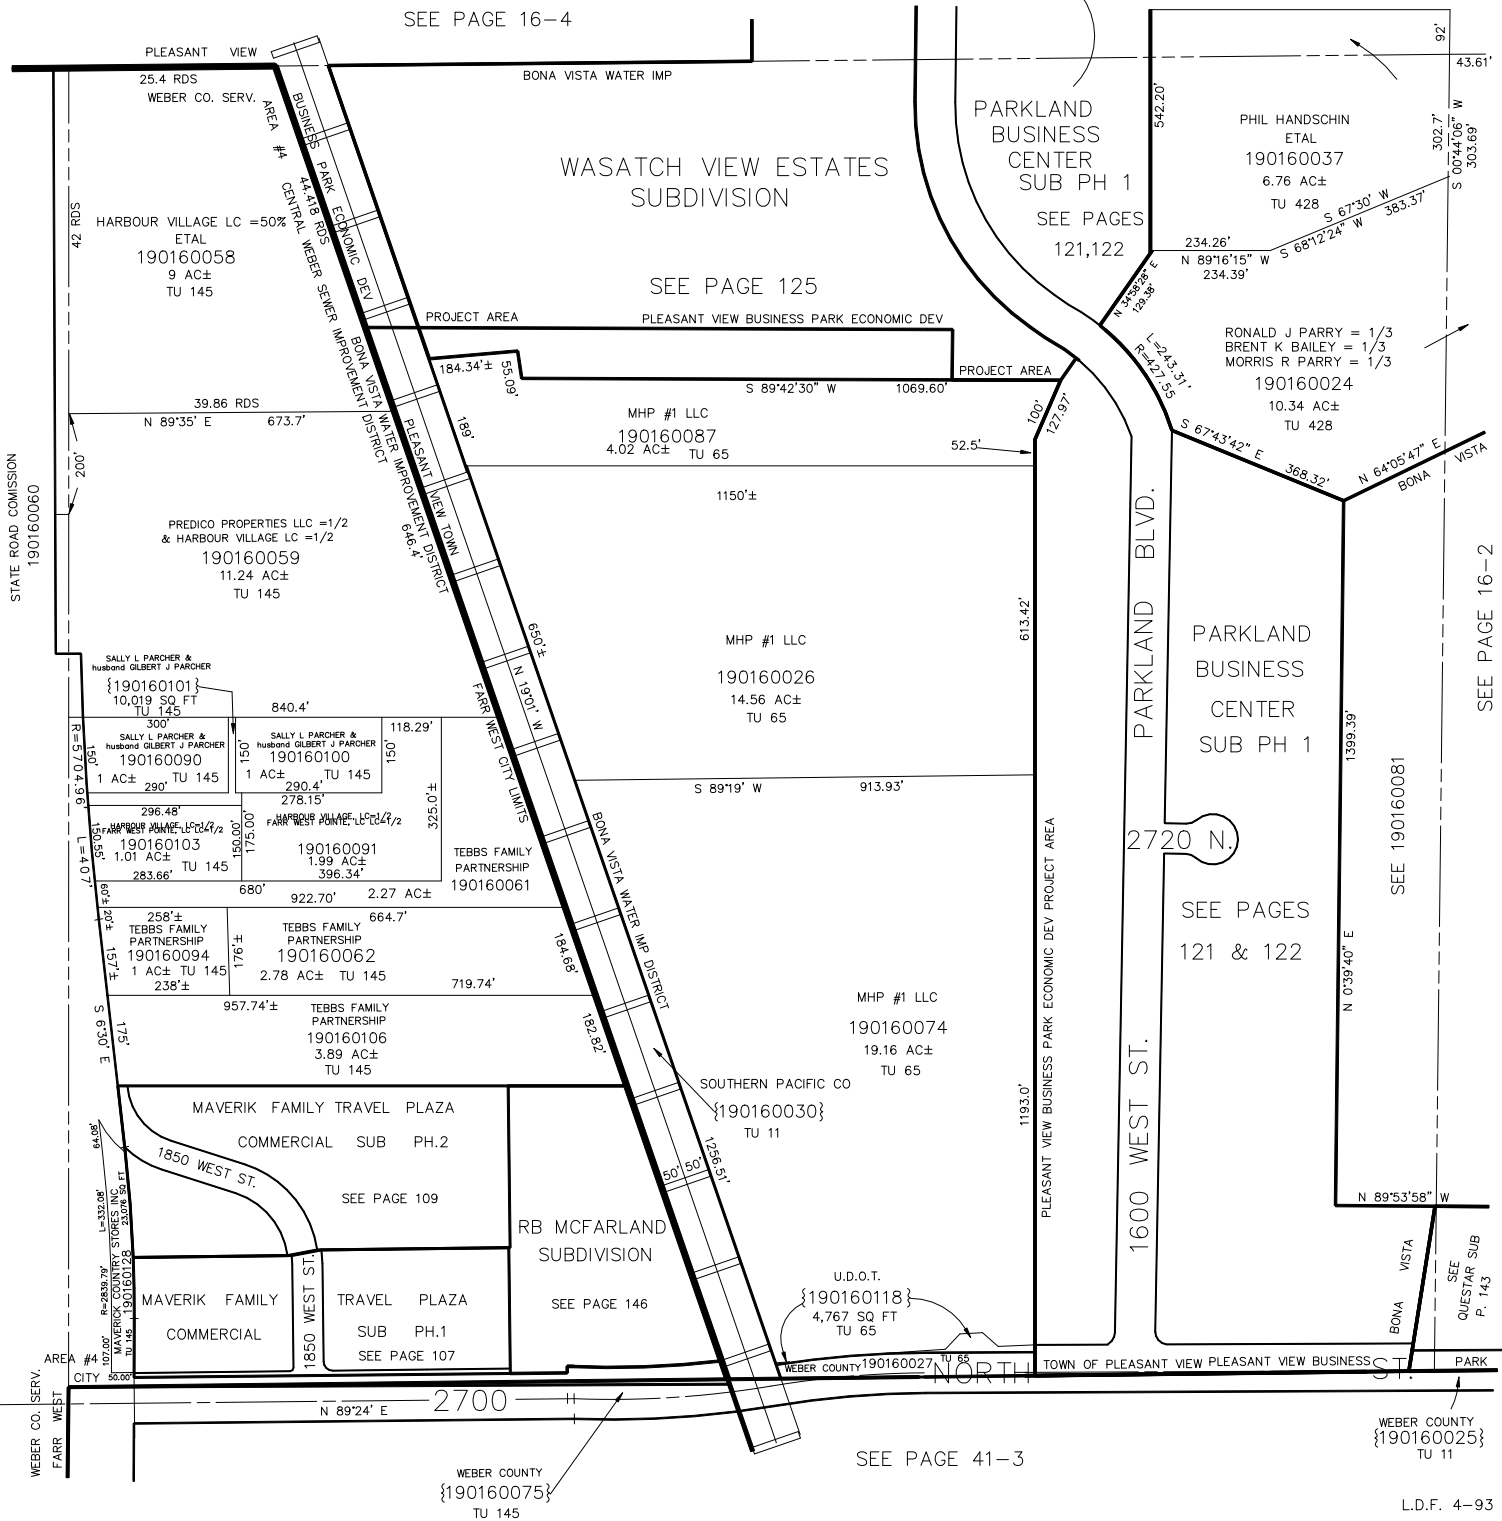 SEE PAGE 16-4
PLEASANT VIEW
25.4 RDS
WEBER CO. SERV.
AREA #4
BONA VISTA WATER IMP
92'
43.61'
PARKLAND
BUSINESS
CENTER
SUB PH 1
SEE PAGES
121,122
542.20'
PHIL HANDSCHIN
ETAL
190160037
6.76 AC±
TU 428
302.7'
S 00°44'06" W
303.69'
WASATCH VIEW ESTATES
SUBDIVISION
SEE PAGE 125
BUSINESS PARK ECONOMIC DEV
44.418 RDS
CENTRAL WEBER SEWER IMPROVEMENT DISTRICT
42 RDS
HARBOUR VILLAGE LC =50%
ETAL
190160058
9 AC±
TU 145
S 67°30' W
S 68°12'24" W 383.37'
234.26'
N 89°16'15" W
234.39'
N 34°58'28" E
129.38'
PROJECT AREA
PLEASANT VIEW BUSINESS PARK ECONOMIC DEV
PROJECT AREA
RONALD J PARRY = 1/3
BRENT K BAILEY = 1/3
MORRIS R PARRY = 1/3
190160024
10.34 AC±
TU 428
L=243.31'
R=427.55
184.34'±
55.09'
S 89°42'30" W 1069.60'
39.86 RDS
N 89°35' E 673.7'
BONA VISTA WATER IMPROVEMENT DISTRICT
PLEASANT VIEW TOWN
189'
MHP #1 LLC
190160087
4.02 AC± TU 65
100'
127.97'
52.5'
S 67°43'42" E 368.32'
N 64°05'47" E
BONA VISTA
STATE ROAD COMISSION
190160060
200'
1150'±
PREDICO PROPERTIES LLC =1/2
& HARBOUR VILLAGE LC =1/2
190160059
11.24 AC±
TU 145
646.4'
SEE PAGE 16-2
PARKLAND BLVD.
613.42'
650'±
N 19°01' W
MHP #1 LLC
190160026
14.56 AC±
TU 65
PARKLAND
BUSINESS
CENTER
SUB PH 1
SALLY L PARCHER &
husband GILBERT J PARCHER
{190160101}
10,019 SQ FT
TU 145
840.4'
FARR WEST CITY LIMITS
R=5704.96'
150'
300'
SALLY L PARCHER &
husband GILBERT J PARCHER
190160090
1 AC± TU 145
290'
150'
SALLY L PARCHER &
husband GILBERT J PARCHER
190160100
1 AC± TU 145
290.4'
118.29'
150'
1399.39'
SEE 190160081
S 89°19' W 913.93'
278.15'
296.48'
HARBOUR VILLAGE, LC=1/2
FARR WEST POINTE, LC LC=1/2
190160103
1.01 AC±
TU 145
283.66'
150.55'
L=407'
150.00'
175.00'
HARBOUR VILLAGE, LC=1/2
FARR WEST POINTE, LC LC=1/2
190160091
1.99 AC±
396.34'
325.0'±
TEBBS FAMILY
PARTNERSHIP
190160061
BONA VISTA WATER IMP DISTRICT
PLEASANT VIEW BUSINESS PARK ECONOMIC DEV PROJECT AREA
2720 N.
SEE PAGES
121 & 122
680'
922.70'
2.27 AC±
60'±
20'±
258'±
TEBBS FAMILY
PARTNERSHIP
190160094
1 AC± TU 145
238'±
157'±
176'±
664.7'
TEBBS FAMILY
PARTNERSHIP
190160062
2.78 AC± TU 145
719.74'
184.68'
N 0°39'40" E
S 6°30' E
175'
957.74'±
TEBBS FAMILY
PARTNERSHIP
190160106
3.89 AC±
TU 145
182.82'
MHP #1 LLC
190160074
19.16 AC±
TU 65
1600 WEST ST.
1193.0'
SOUTHERN PACIFIC CO
{190160030}
TU 11
MAVERIK FAMILY TRAVEL PLAZA
COMMERCIAL SUB PH.2
1850 WEST ST.
SEE PAGE 109
64.08'
L=332.08'
R=2839.79'
107.00'
MAVERICK COUNTRY STORES INC
23,076 SQ FT
TU 145 190160128
50' 50'
1256.51'
N 89°53'58" W
RB MCFARLAND
SUBDIVISION
SEE PAGE 146
BONA VISTA
SEE
QUESTAR SUB
P. 143
U.D.O.T.
{190160118}
4,767 SQ FT
TU 65
MAVERIK FAMILY
COMMERCIAL
1850 WEST ST.
TRAVEL PLAZA
SUB PH.1
SEE PAGE 107
AREA #4
CITY
50.00'
WEBER COUNTY 190160027 TU 65
TOWN OF PLEASANT VIEW PLEASANT VIEW BUSINESS PARK
2700 NORTH ST.
N 89°24' E
WEBER CO. SERV.
FARR WEST
WEBER COUNTY
{190160025}
TU 11
SEE PAGE 41-3
WEBER COUNTY
{190160075}
TU 145
L.D.F. 4-93